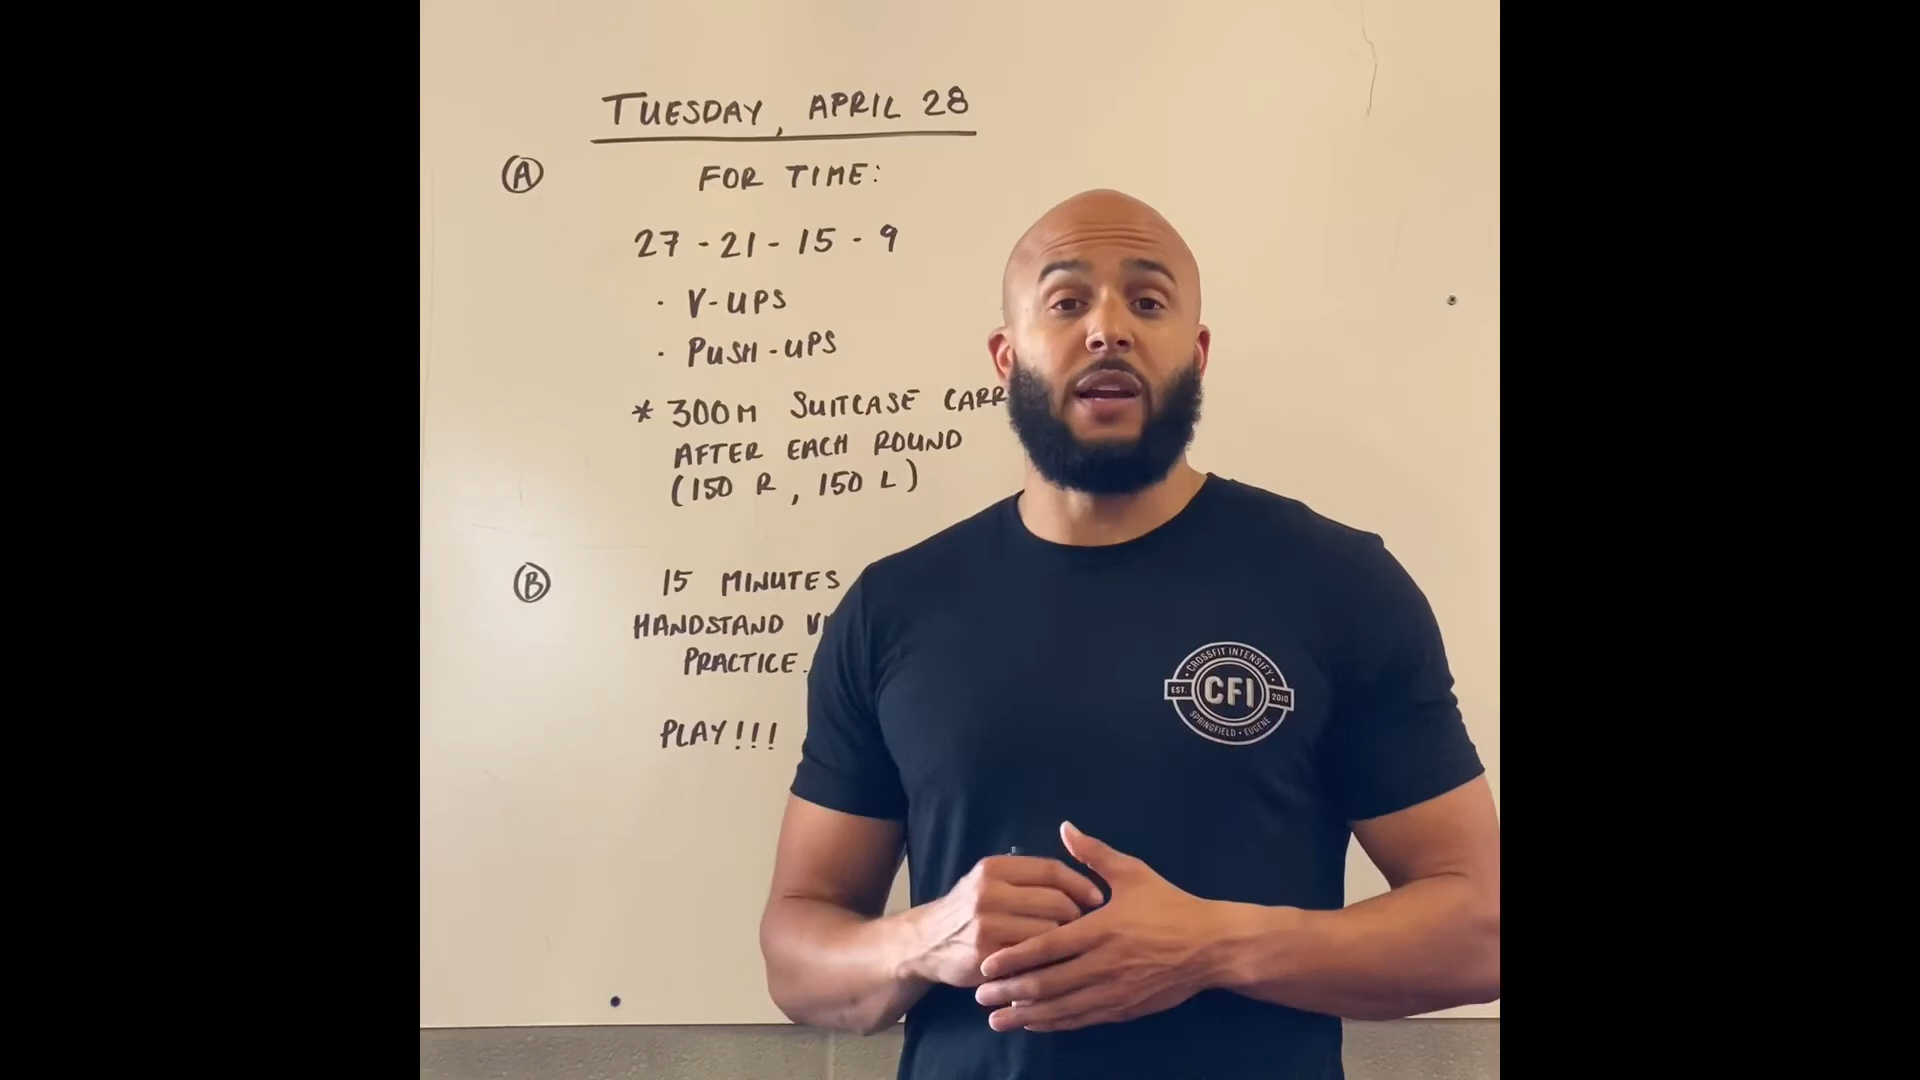 TUESDAY, APRIL 28
A FOR TIME:
27 - 21 - 15 - 9
· V-UPS
· PUSH-UPS
* 300M SUITCASE CARR
AFTER EACH ROUND
(150 R, 150 L)
B 15 MINUTES
HANDSTAND
PRACTICE.
PLAY!!!
CROSSFIT INTENSIFY
EST. CFI 2010
SPRINGFIELD • EUGENE